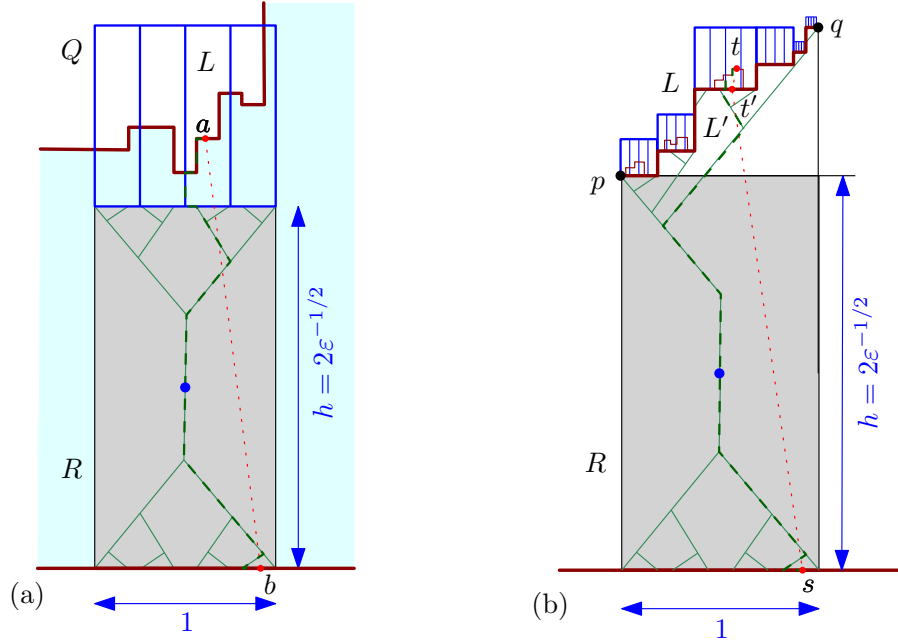 Q
L
a
h = 2ε^{-1/2}
R
b
1
(a)
q
t
L
t'
L'
p
h = 2ε^{-1/2}
R
s
1
(b)